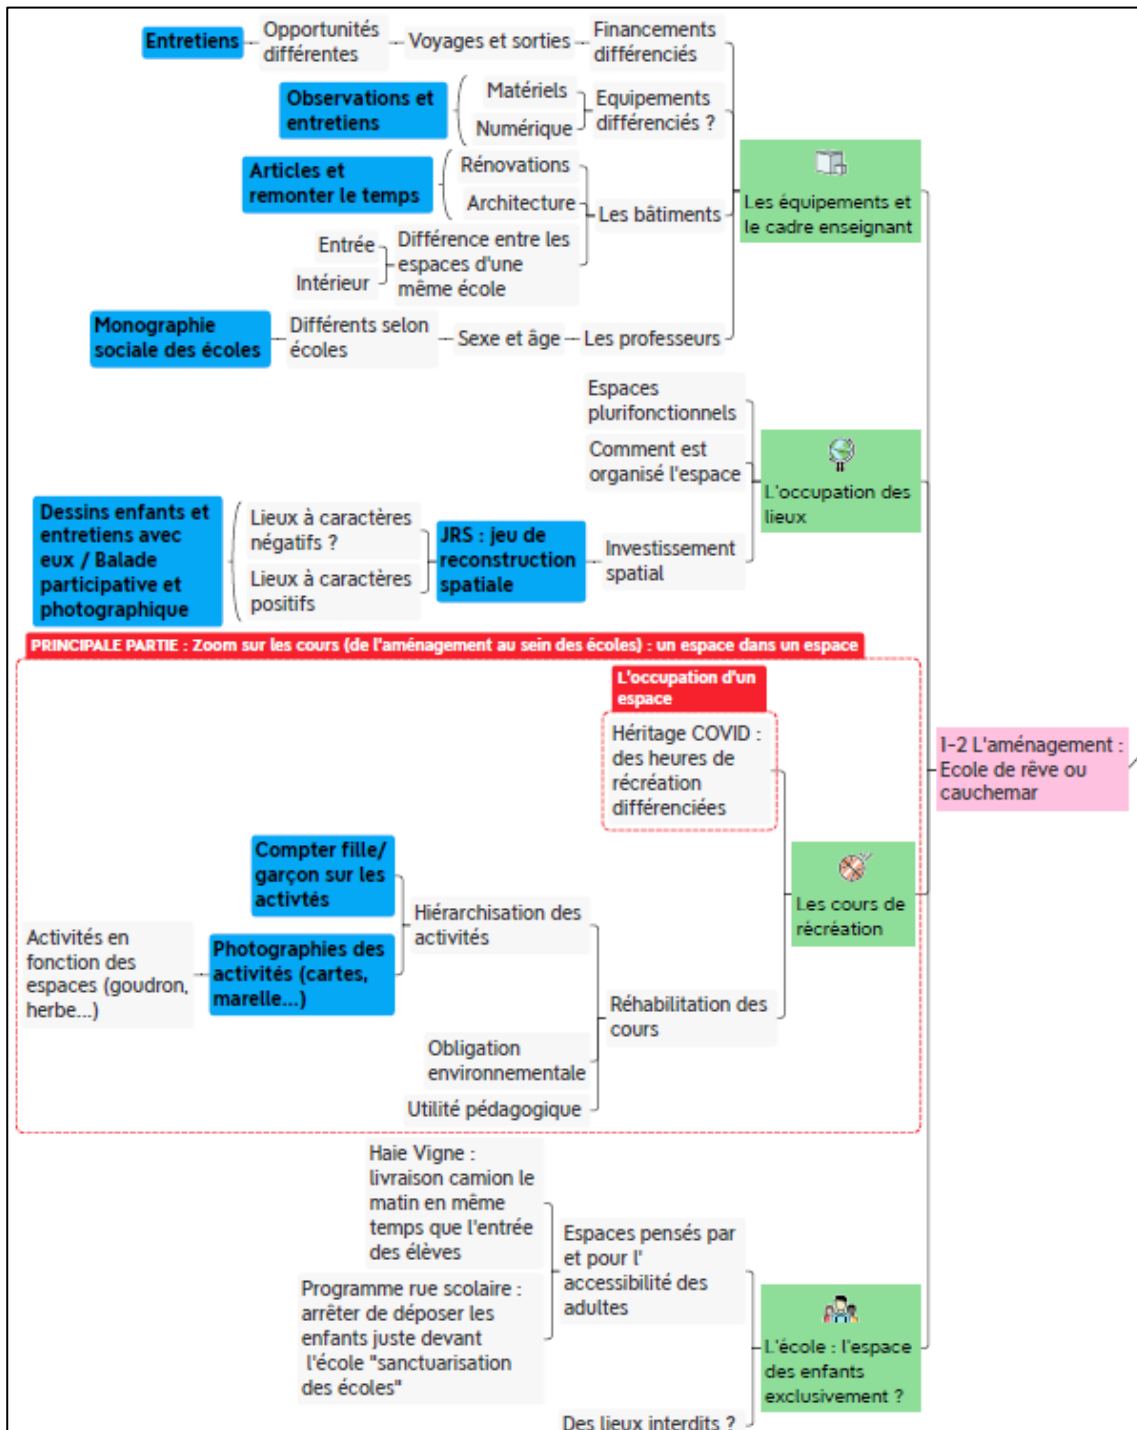 Entretiens
Opportunités
différentes
Voyages et sorties
Financements
différenciés
Observations et
entretiens
Matériels
Numérique
Equipements
différenciés ?
Articles et
remonter le temps
Rénovations
Architecture
Les bâtiments
Entrée
Intérieur
Différence entre les
espaces d'une
même école
Monographie
sociale des écoles
Différents selon
écoles
Sexe et âge
Les professeurs
Les équipements et
le cadre enseignant
Espaces
plurifonctionnels
Comment est
organisé l'espace
L'occupation des
lieux
Dessins enfants et
entretiens avec
eux / Balade
participative et
photographique
Lieux à caractères
négatifs ?
Lieux à caractères
positifs
JRS : jeu de
reconstruction
spatiale
Investissement
spatial
PRINCIPALE PARTIE : Zoom sur les cours (de l'aménagement au sein des écoles) : un espace dans un espace
L'occupation d'un
espace
Héritage COVID :
des heures de
récréation
différenciées
1-2 L'aménagement :
Ecole de rêve ou
cauchemar
Compter fille/
garçon sur les
activtés
Hiérarchisation des
activités
Les cours de
récréation
Activités en
fonction des
espaces (goudron,
herbe...)
Photographies des
activités (cartes,
marelle...)
Réhabilitation des
cours
Obligation
environnementale
Utilité pédagogique
Haie Vigne :
livraison camion le
matin en même
temps que l'entrée
des élèves
Espaces pensés par
et pour l'
accessibilité des
adultes
Programme rue scolaire :
arrêter de déposer les
enfants juste devant
l'école "sanctuarisation
des écoles"
L'école : l'espace
des enfants
exclusivement ?
Des lieux interdits ?